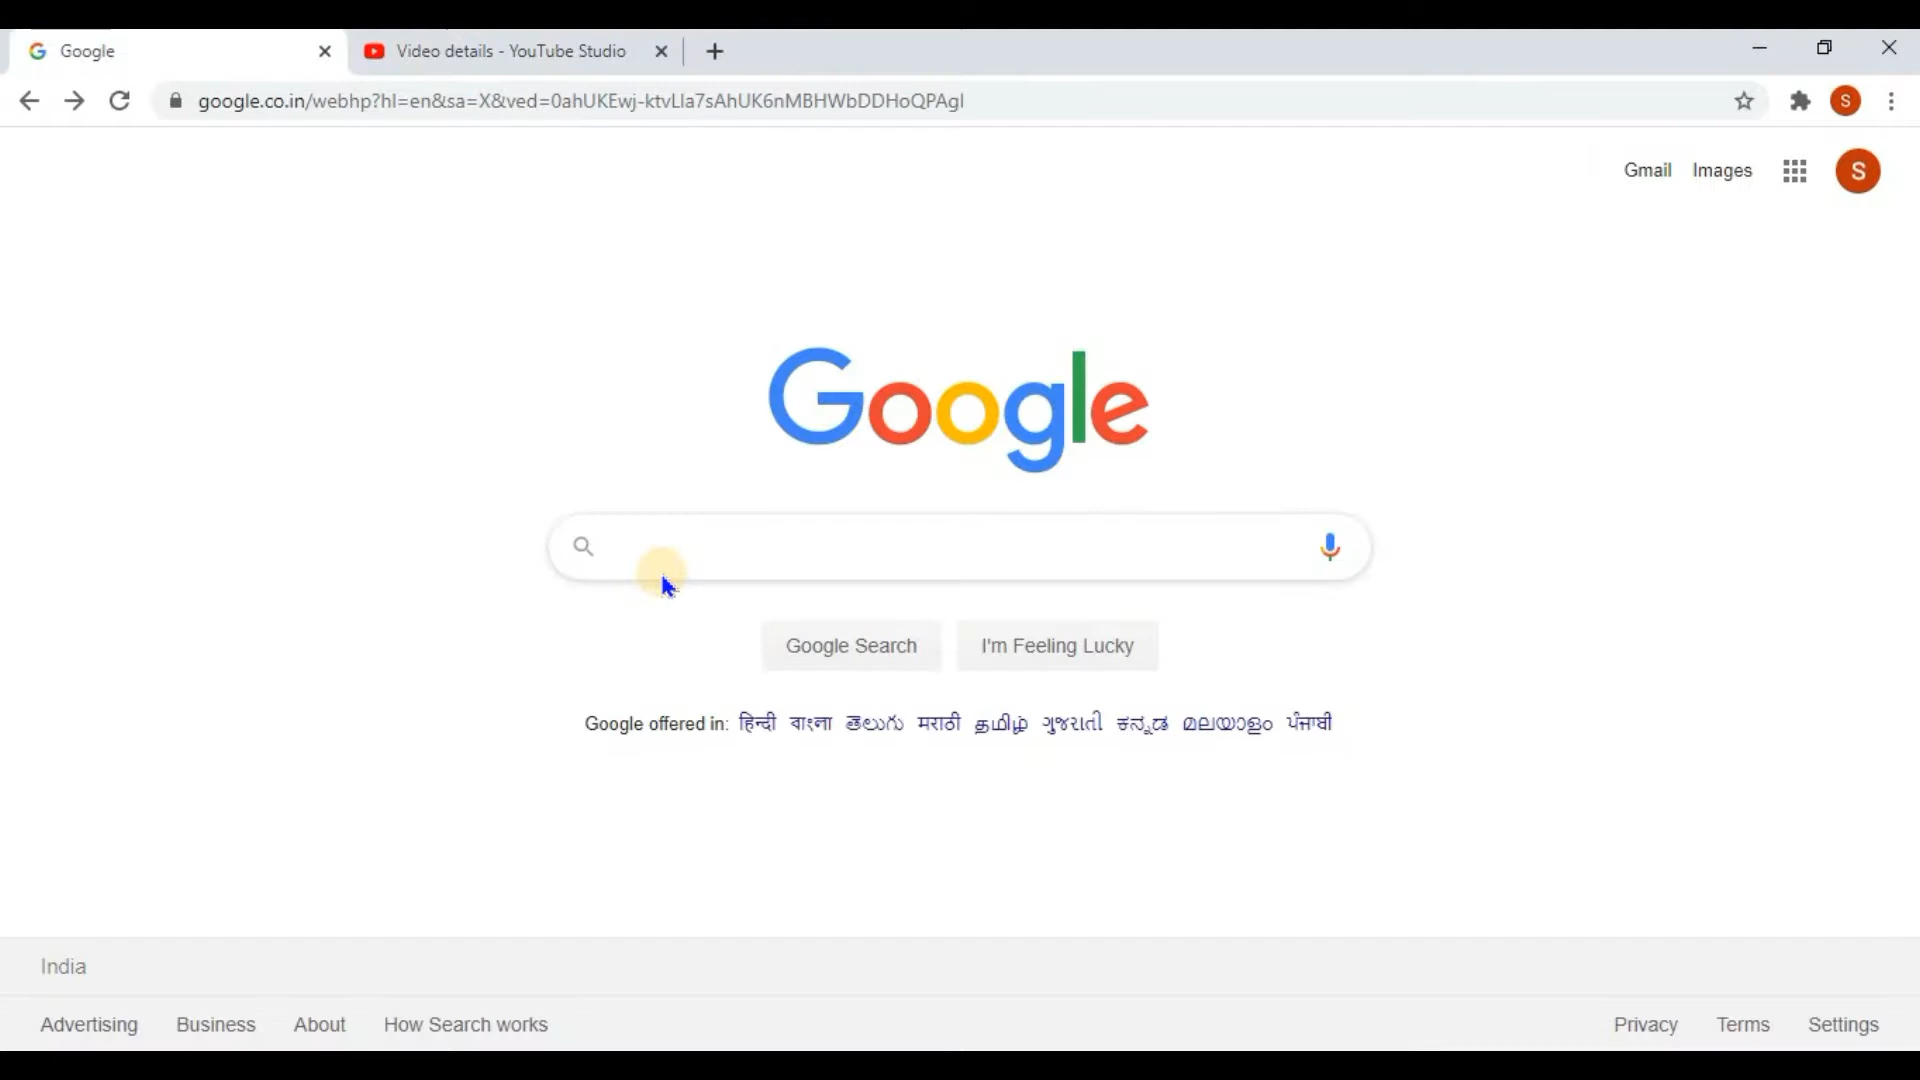 Google
Video details - YouTube Studio
google.co.in/webhp?hl=en&sa=X&ved=0ahUKEwj-ktvLla7sAhUK6nMBHWbDDHoQPAgI
S
Gmail Images
S
Google
Google Search I'm Feeling Lucky
Google offered in: हिन्दी বাংলা తెలుగు मराठी தமிழ் ગુજરાતી ಕನ್ನಡ മലയാളം ਪੰਜਾਬੀ
India
Advertising Business About How Search works Privacy Terms Settings